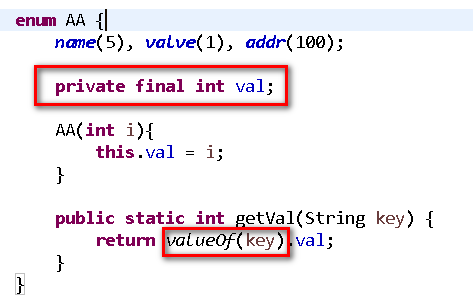 enum AA {
name(5), valve(1), addr(100);
private final int val;
AA(int i){
this.val = i;
}
public static int getVal(String key) {
return valueOf(key).val;
}
}